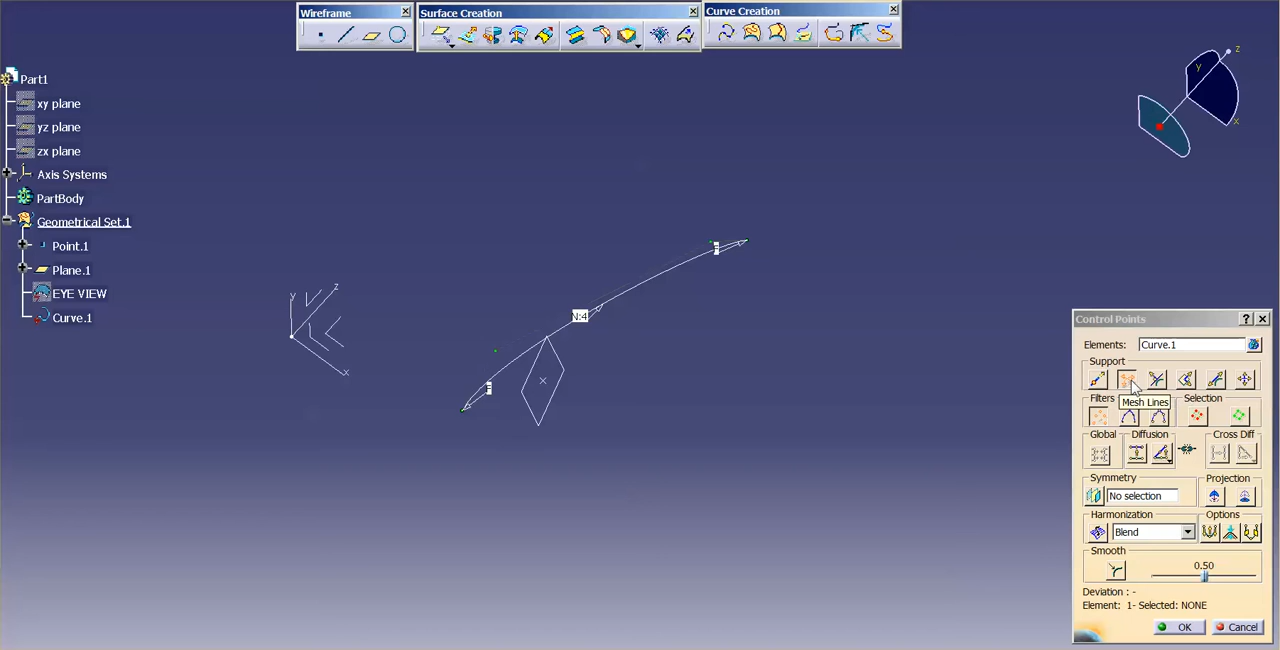 Wireframe
Surface Creation
Curve Creation
Part1
xy plane
yz plane
zx plane
Axis Systems
PartBody
Geometrical Set.1
Point.1
Plane.1
EYE VIEW
Curve.1
y
z
x
N:4
z
y
x
Control Points
Elements: Curve.1
Support
Mesh Lines
Filters Selection
Global Diffusion Cross Diff
Symmetry Projection
No selection
Harmonization Options
Blend
Smooth
0.50
Deviation : -
Element: 1- Selected: NONE
OK Cancel